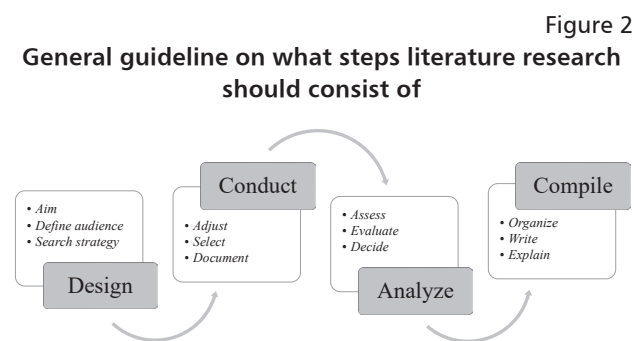 Figure 2
General guideline on what steps literature research
should consist of
• Aim
• Define audience
• Search strategy
Design
Conduct
• Adjust
• Select
• Document
• Assess
• Evaluate
• Decide
Analyze
Compile
• Organize
• Write
• Explain